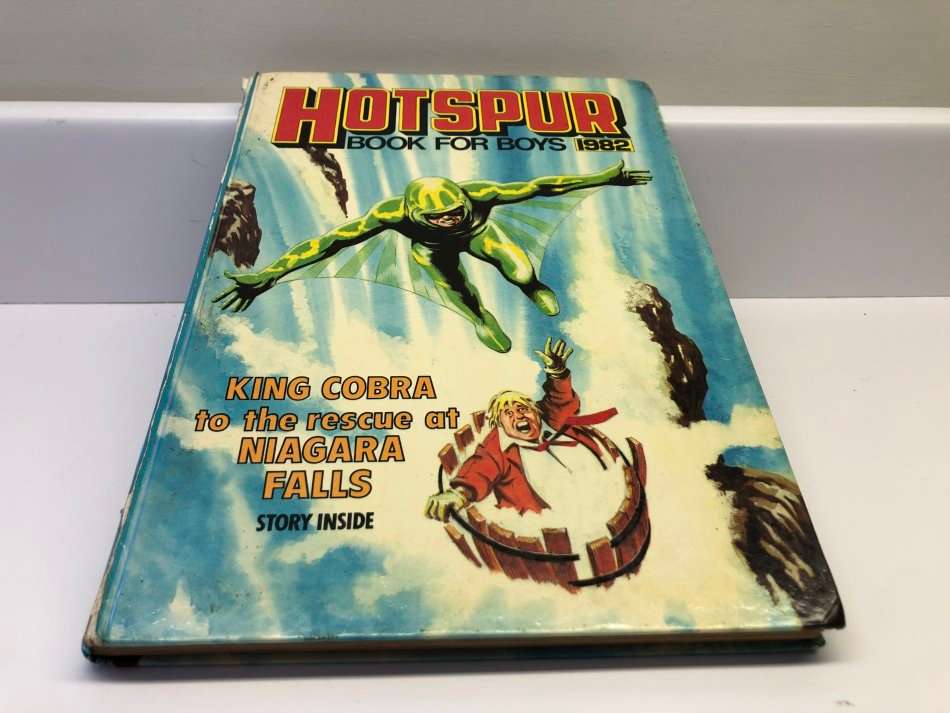 HOTSPUR
BOOK FOR BOYS 1982
KING COBRA
to the rescue at
NIAGARA
FALLS
STORY INSIDE